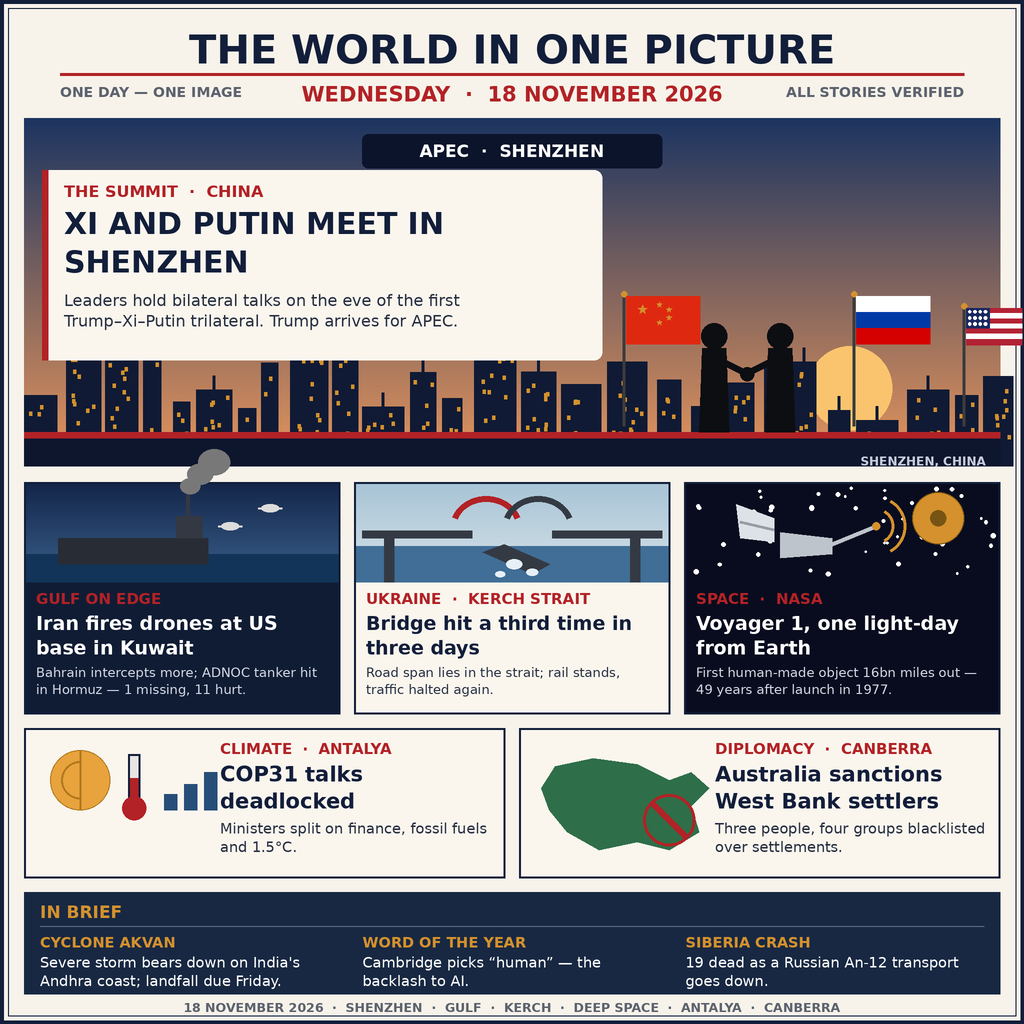 THE WORLD IN ONE PICTURE
ONE DAY — ONE IMAGE
WEDNESDAY · 18 NOVEMBER 2026
ALL STORIES VERIFIED
APEC · SHENZHEN
THE SUMMIT · CHINA
XI AND PUTIN MEET IN
SHENZHEN
Leaders hold bilateral talks on the eve of the first
Trump–Xi–Putin trilateral. Trump arrives for APEC.
SHENZHEN, CHINA
GULF ON EDGE
Iran fires drones at US
base in Kuwait
Bahrain intercepts more; ADNOC tanker hit
in Hormuz — 1 missing, 11 hurt.
UKRAINE · KERCH STRAIT
Bridge hit a third time in
three days
Road span lies in the strait; rail stands,
traffic halted again.
SPACE · NASA
Voyager 1, one light-day
from Earth
First human-made object 16bn miles out —
49 years after launch in 1977.
CLIMATE · ANTALYA
COP31 talks
deadlocked
Ministers split on finance, fossil fuels
and 1.5°C.
DIPLOMACY · CANBERRA
Australia sanctions
West Bank settlers
Three people, four groups blacklisted
over settlements.
IN BRIEF
CYCLONE AKVAN
Severe storm bears down on India's
Andhra coast; landfall due Friday.
WORD OF THE YEAR
Cambridge picks “human” — the
backlash to AI.
SIBERIA CRASH
19 dead as a Russian An-12 transport
goes down.
18 NOVEMBER 2026 · SHENZHEN · GULF · KERCH · DEEP SPACE · ANTALYA · CANBERRA